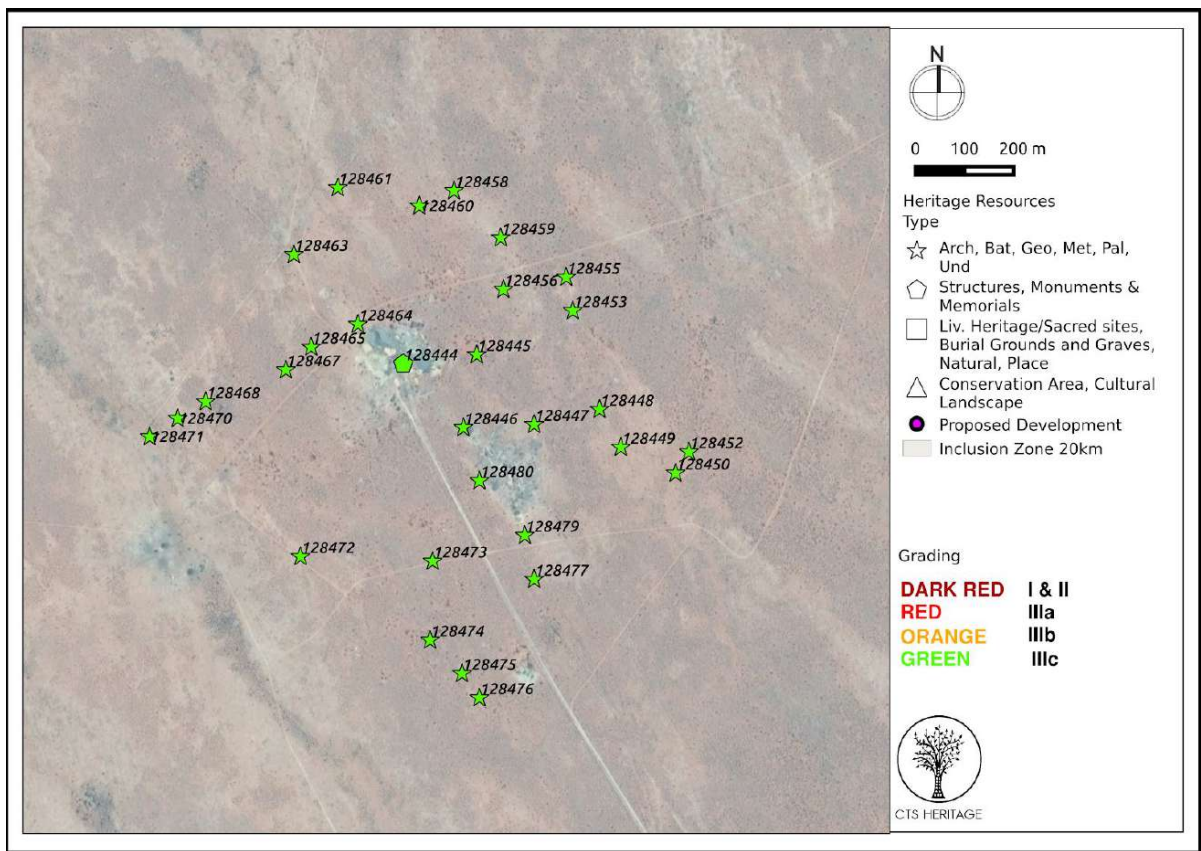 128461
128458
128460
128459
128463
128455
128456
128453
128464
128465
128444
128445
128467
128468
128448
128470
128447
128446
128471
128449
128452
128450
128480
128479
128472
128473
128477
128474
128475
128476
N
0 100 200 m
Heritage Resources
Type
Arch, Bat, Geo, Met, Pal,
Und
Structures, Monuments &
Memorials
Liv. Heritage/Sacred sites,
Burial Grounds and Graves,
Natural, Place
Conservation Area, Cultural
Landscape
Proposed Development
Inclusion Zone 20km
Grading
DARK RED I & II
RED IIIa
ORANGE IIIb
GREEN IIIc
CTS HERITAGE